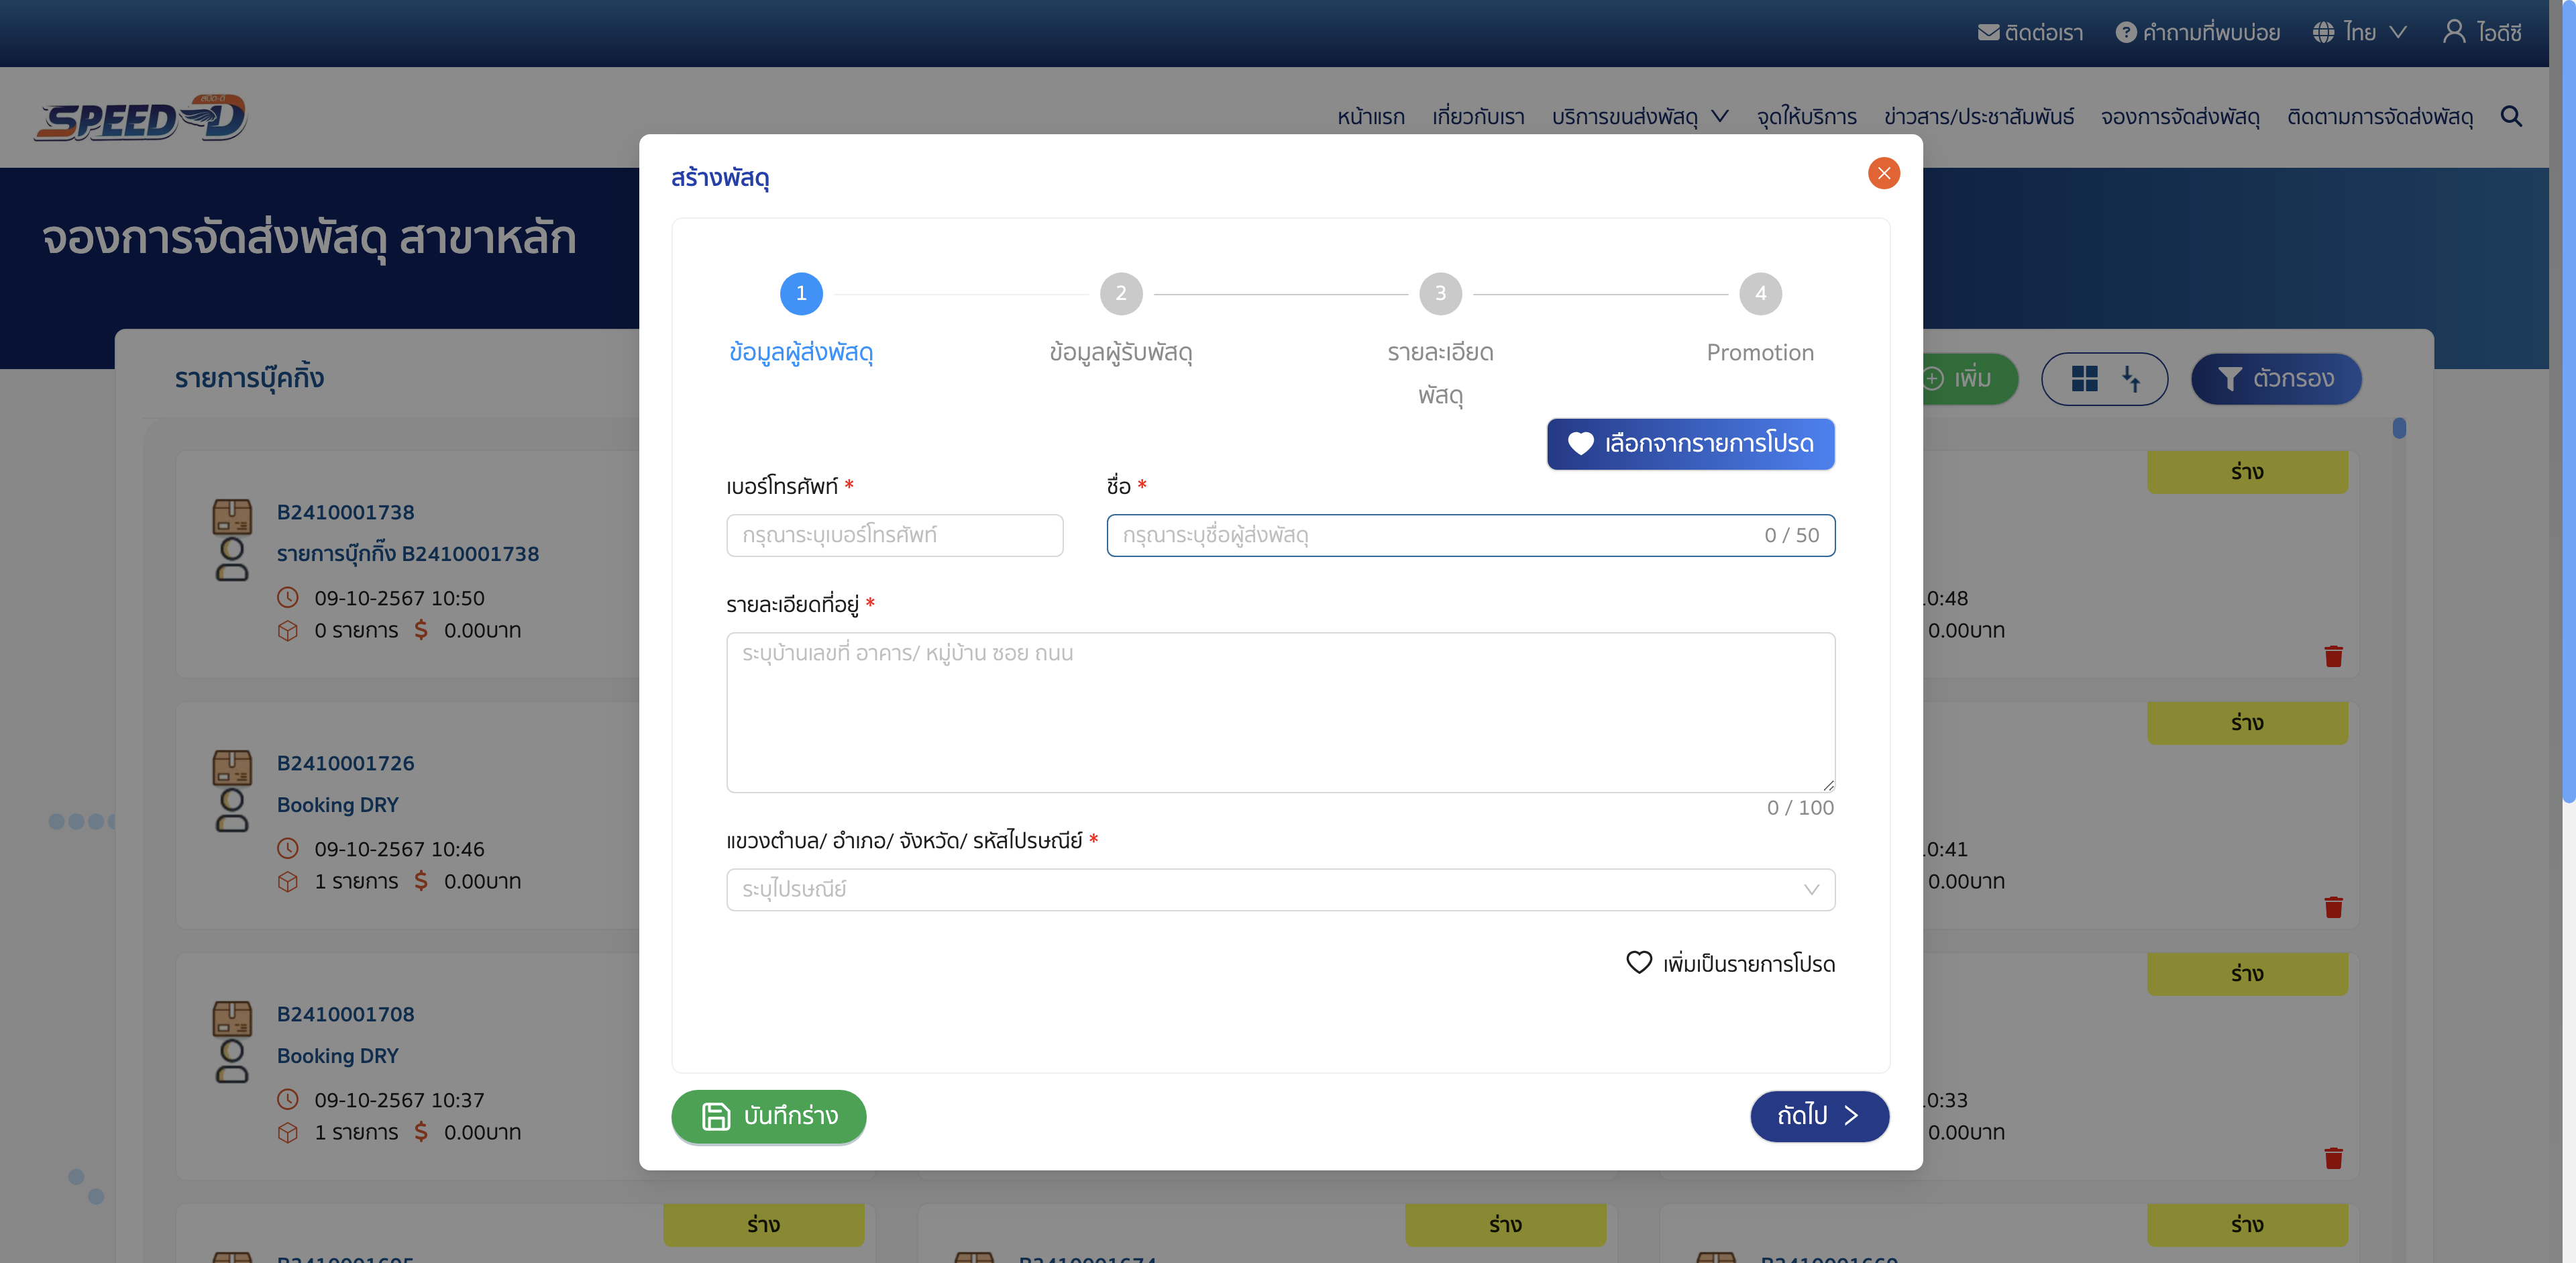 ติดต่อเรา คำถามที่พบบ่อย ไทย ไอดีซี
สปีด ดี
SPEED-D
หน้าแรก เกี่ยวกับเรา บริการขนส่งพัสดุ จุดให้บริการ ข่าวสาร/ประชาสัมพันธ์ จองการจัดส่งพัสดุ ติดตามการจัดส่งพัสดุ
จองการจัดส่งพัสดุ สาขาหลัก
สร้างพัสดุ
1 2 3 4
ข้อมูลผู้ส่งพัสดุ ข้อมูลผู้รับพัสดุ รายละเอียด Promotion
พัสดุ
รายการบุ๊คกิ้ง
เพิ่ม ตัวกรอง
เลือกจากรายการโปรด
เบอร์โทรศัพท์ * ชื่อ *
กรุณาระบุเบอร์โทรศัพท์ กรุณาระบุชื่อผู้ส่งพัสดุ 0 / 50
รายละเอียดที่อยู่ *
ระบุบ้านเลขที่ อาคาร/ หมู่บ้าน ซอย ถนน
0 / 100
แขวงตำบล/ อำเภอ/ จังหวัด/ รหัสไปรษณีย์ *
ระบุไปรษณีย์
เพิ่มเป็นรายการโปรด
บันทึกร่าง ถัดไป
B2410001738
รายการบุ๊กกิ๊ง B2410001738
09-10-2567 10:50
0 รายการ 0.00บาท
ร่าง
0:48
0.00บาท
B2410001726
Booking DRY
09-10-2567 10:46
1 รายการ 0.00บาท
ร่าง
0:41
0.00บาท
B2410001708
Booking DRY
09-10-2567 10:37
1 รายการ 0.00บาท
ร่าง
0:33
0.00บาท
ร่าง ร่าง ร่าง